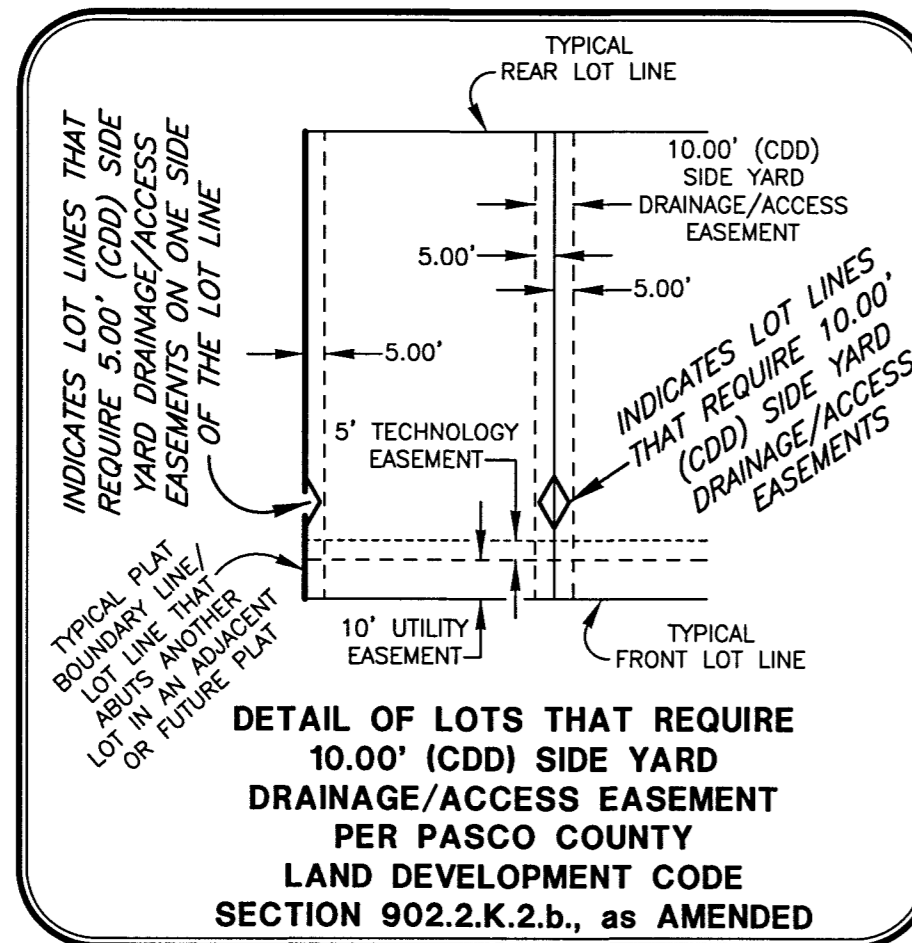 TYPICAL
REAR LOT LINE
INDICATES LOT LINES THAT
REQUIRE 5.00' (CDD) SIDE
YARD DRAINAGE/ACCESS
EASEMENTS ON ONE SIDE
OF THE LOT LINE
10.00' (CDD)
SIDE YARD
DRAINAGE/ACCESS
EASEMENT
5.00'
5.00'
5.00'
INDICATES LOT LINES
THAT REQUIRE 10.00'
(CDD) SIDE YARD
DRAINAGE/ACCESS
EASEMENTS
5' TECHNOLOGY
EASEMENT
TYPICAL PLAT
BOUNDARY LINE/
LOT LINE THAT
ABUTS ANOTHER
LOT IN AN ADJACENT
OR FUTURE PLAT
10' UTILITY
EASEMENT
TYPICAL
FRONT LOT LINE
DETAIL OF LOTS THAT REQUIRE
10.00' (CDD) SIDE YARD
DRAINAGE/ACCESS EASEMENT
PER PASCO COUNTY
LAND DEVELOPMENT CODE
SECTION 902.2.K.2.b., as AMENDED